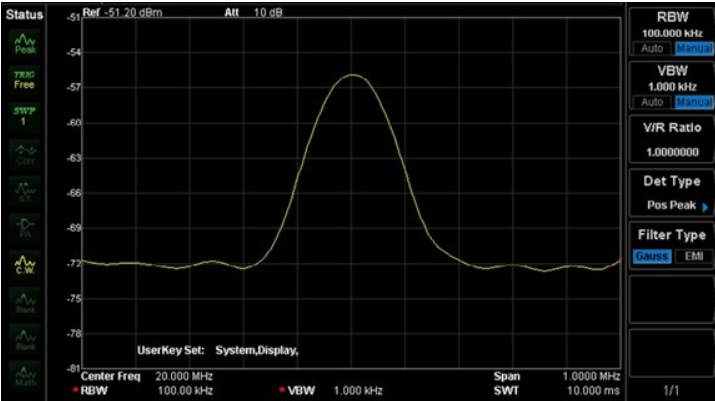 Status
Peak
TRIG
Free
SWP
1
Corr
S.T.
PA
C.W.
Blank
Blank
Math
Ref -51.20 dBm Att 10 dB
-51
-54
-57
-60
-63
-66
-69
-72
-75
-78
-81
UserKey Set: System,Display,
Center Freq 20.000 MHz Span 1.0000 MHz
*RBW 100.00 kHz *VBW 1.000 kHz SWT 10.000 ms
RBW
100.000 kHz
Auto Manual
VBW
1.000 kHz
Auto Manual
V/R Ratio
1.0000000
Det Type
Pos Peak
Filter Type
Gauss EMI
1/1